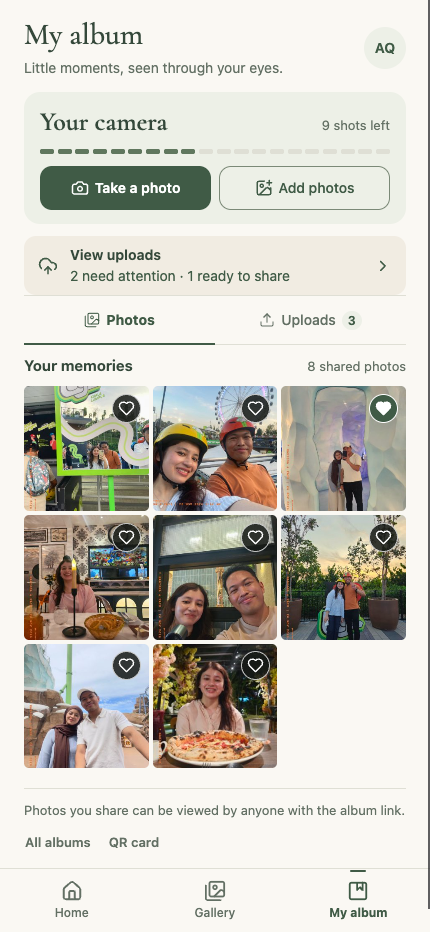 My album
AQ
Little moments, seen through your eyes.
Your camera
9 shots left
Take a photo
Add photos
View uploads
2 need attention · 1 ready to share
Photos
Uploads 3
Your memories
8 shared photos
Photos you share can be viewed by anyone with the album link.
All albums
QR card
Home
Gallery
My album